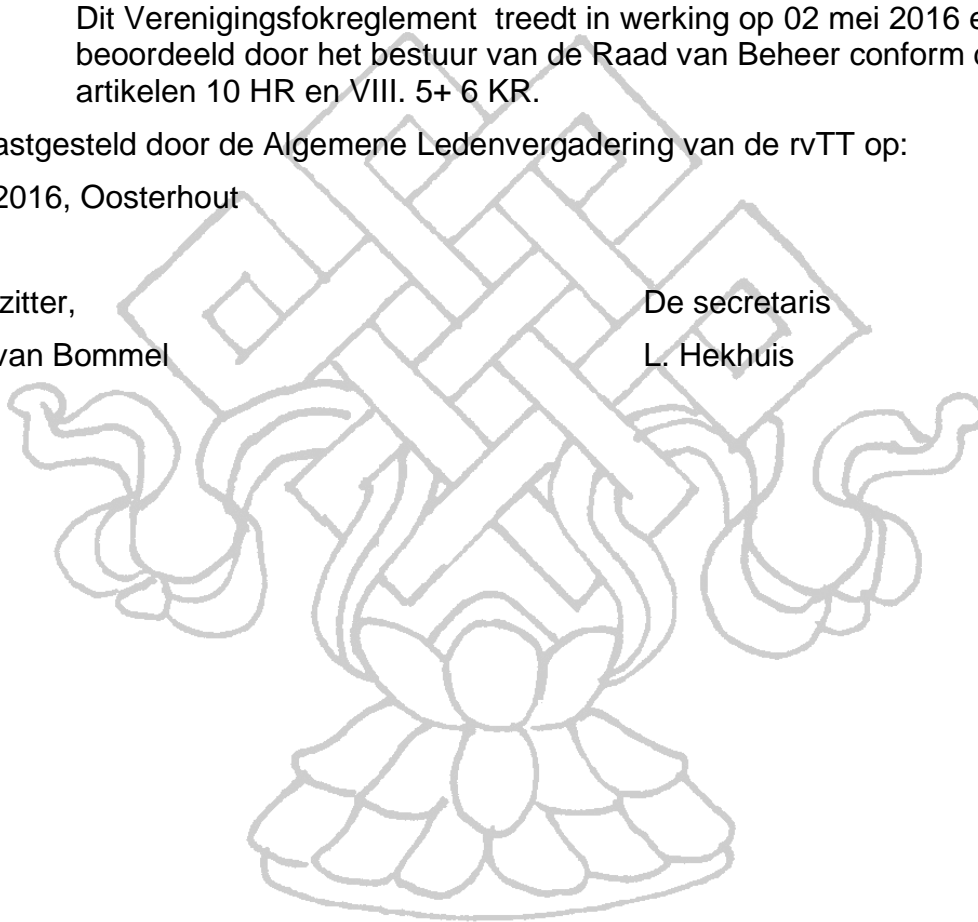 Dit Verenigingsfokreglement treedt in werking op 02 mei 2016 e
beoordeeld door het bestuur van de Raad van Beheer conform
artikelen 10 HR en VIII. 5+ 6 KR.
astgesteld door de Algemene Ledenvergadering van de rvTT op:
2016, Oosterhout
zitter, De secretaris
van Bommel L. Hekhuis